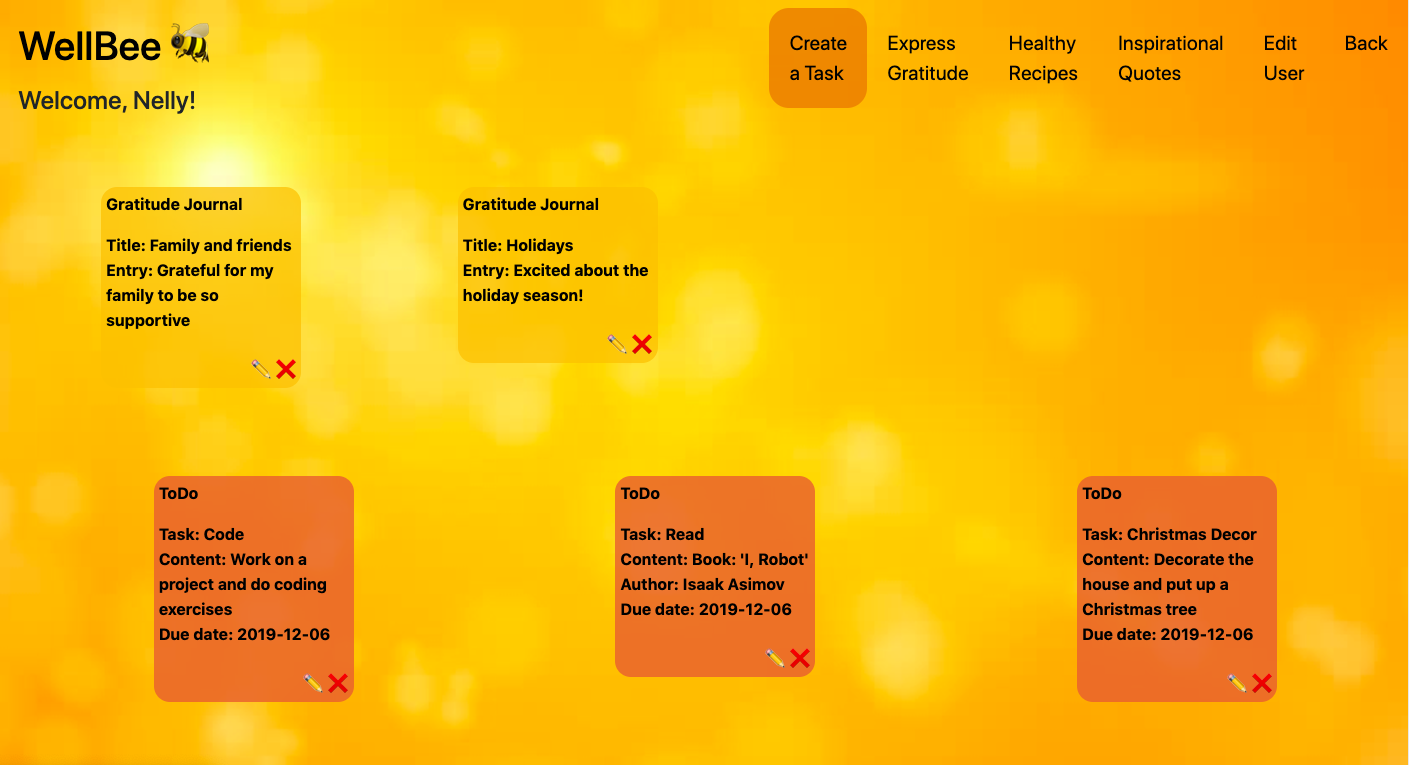 WellBee 🐝
Welcome, Nelly!
Create
a Task
Express
Gratitude
Healthy
Recipes
Inspirational
Quotes
Edit
User
Back
Gratitude Journal
Title: Family and friends
Entry: Grateful for my
family to be so
supportive
Gratitude Journal
Title: Holidays
Entry: Excited about the
holiday season!
ToDo
Task: Code
Content: Work on a
project and do coding
exercises
Due date: 2019-12-06
ToDo
Task: Read
Content: Book: 'I, Robot'
Author: Isaak Asimov
Due date: 2019-12-06
ToDo
Task: Christmas Decor
Content: Decorate the
house and put up a
Christmas tree
Due date: 2019-12-06